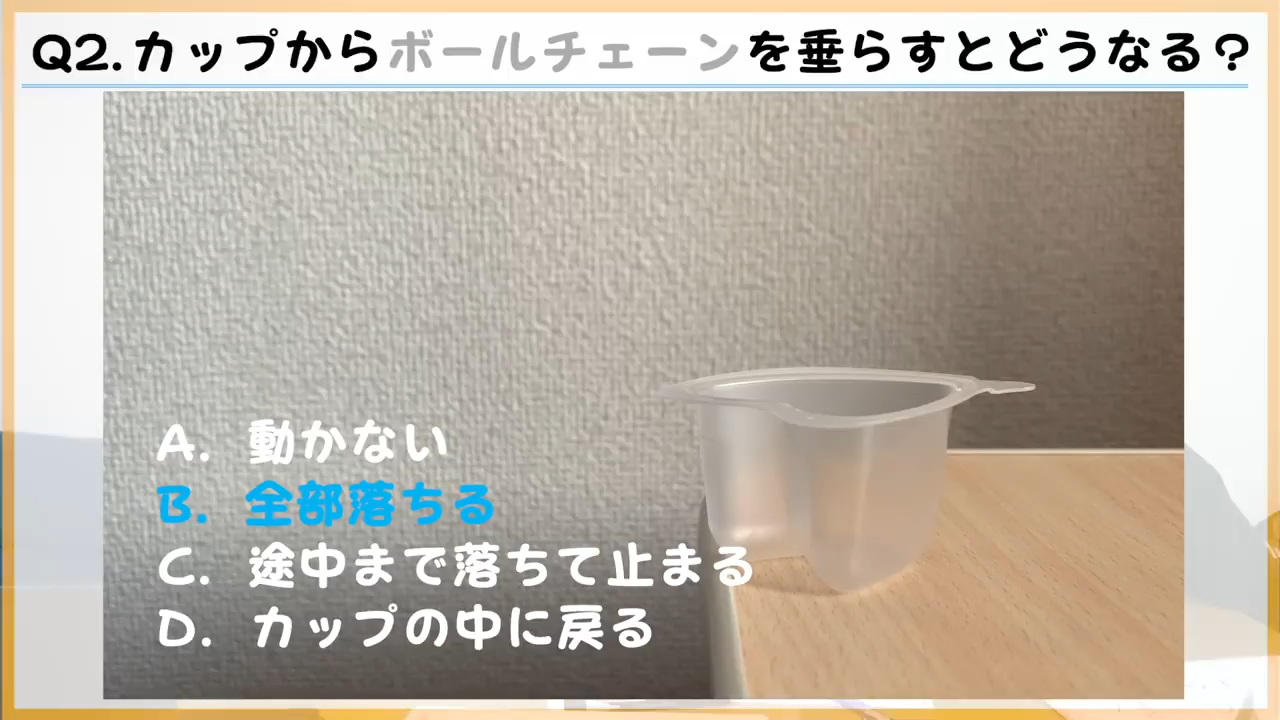 Q2.カップからボールチェーンを垂らすとどうなる？
A. 動かない
B. 全部落ちる
C. 途中まで落ちて止まる
D. カップの中に戻る